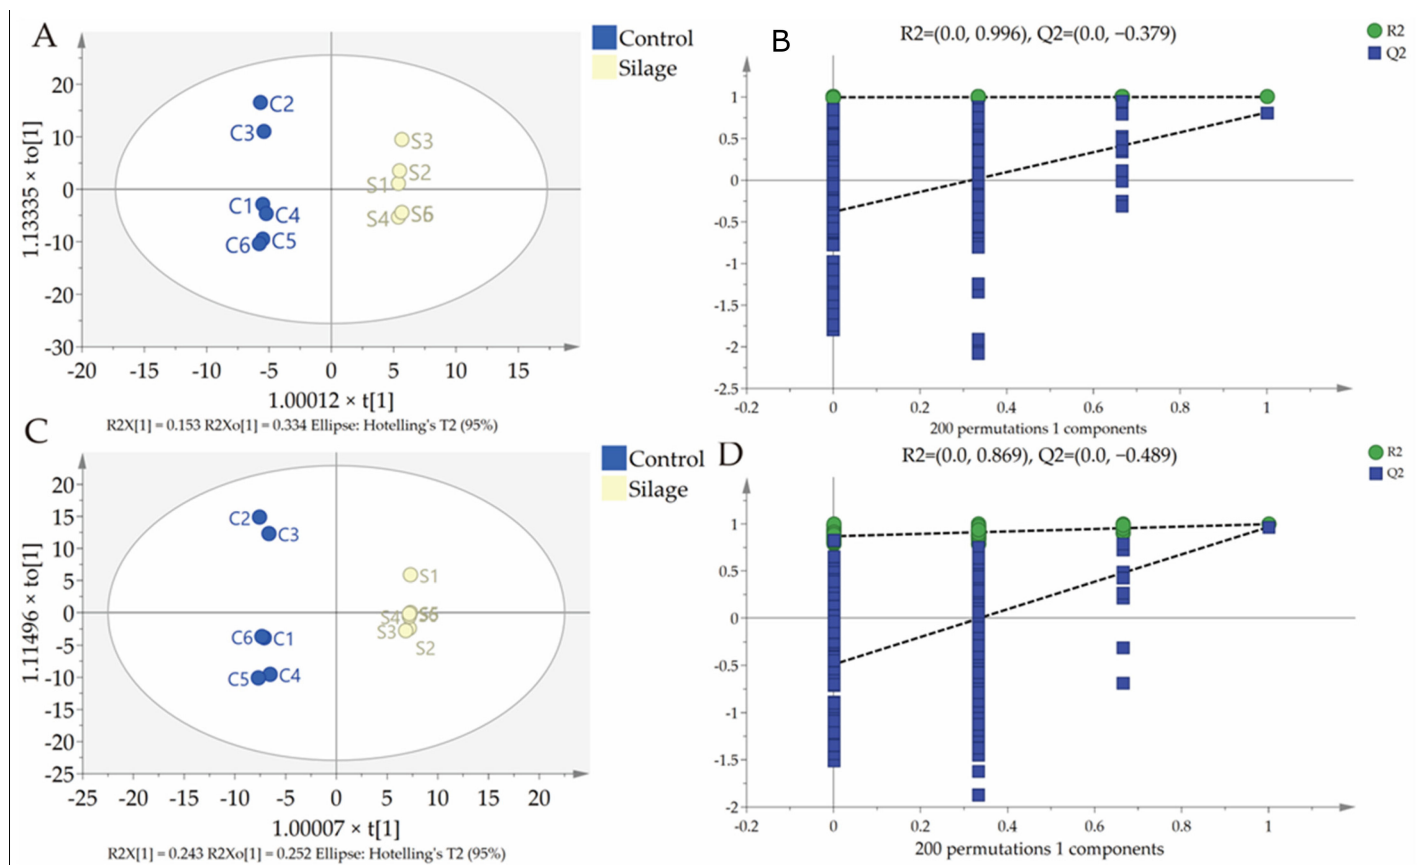 A
Control
Silage
1.13335 × to[1]
20
10
0
-10
-20
-30
C2
C3
C1
C4
C5
C6
S3
S2
S1
S4
-20 -15 -10 -5 0 5 10 15
1.00012 × t[1]
R2X[1] = 0.153 R2Xo[1] = 0.334 Ellipse: Hotelling's T2 (95%)
B
R2=(0.0, 0.996), Q2=(0.0, −0.379)
R2
Q2
1
0.5
0
-0.5
-1
-1.5
-2
-2.5
-0.2 0 0.2 0.4 0.6 0.8 1
200 permutations 1 components
C
Control
Silage
1.11496 × to[1]
20
15
10
5
0
-5
-10
-15
-20
-25
C2
C3
C6
C1
C5
C4
S1
S4
S3
S2
-25 -20 -15 -10 -5 0 5 10 15 20
1.00007 × t[1]
R2X[1] = 0.243 R2Xo[1] = 0.252 Ellipse: Hotelling's T2 (95%)
D
R2=(0.0, 0.869), Q2=(0.0, −0.489)
R2
Q2
1
0.5
0
-0.5
-1
-1.5
-2
-0.2 0 0.2 0.4 0.6 0.8 1
200 permutations 1 components